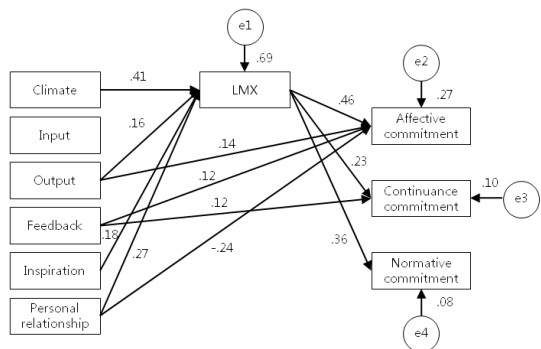 e1
.69
e2
.27
Climate
.41
LMX
.46
Affective
commitment
Input
.16
.14
.23
Output
.12
Continuance
commitment
.10
e3
Feedback
.12
.18
.27
-.24
.36
Inspiration
Normative
commitment
Personal
relationship
.08
e4